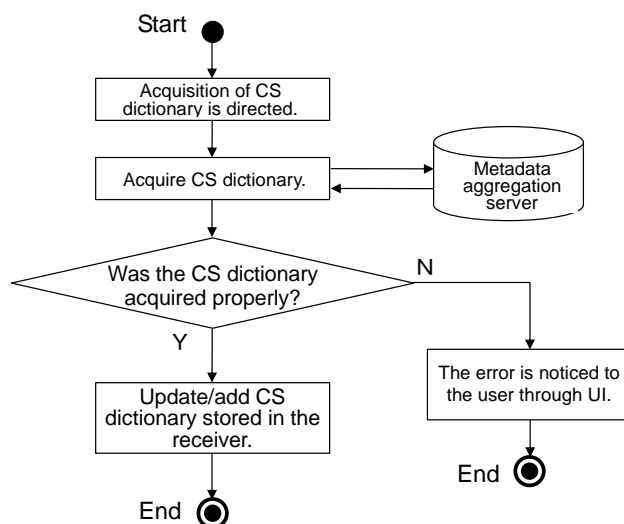 Start
Acquisition of CS
dictionary is directed.
Acquire CS dictionary.
Metadada
aggregation
server
Was the CS dictionary
acquired properly?
N
Y
Update/add CS
dictionary stored in the
receiver.
The error is noticed to
the user through UI.
End
End